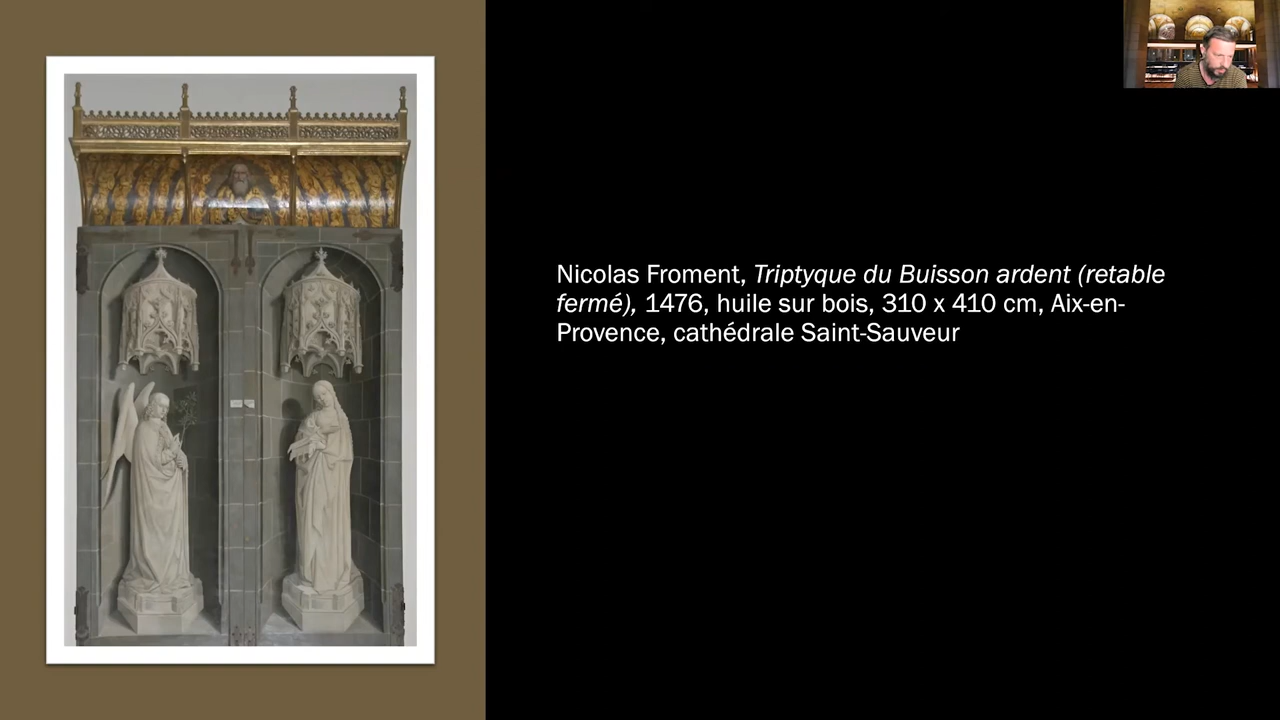 Nicolas Froment, Triptyque du Buisson ardent (retable
fermé), 1476, huile sur bois, 310 x 410 cm, Aix-en-
Provence, cathédrale Saint-Sauveur